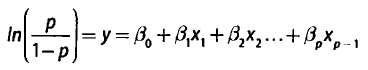 ln(p/1-p) = y = β₀ + β₁x₁ + β₂x₂ ... + βₚxₚ₋₁